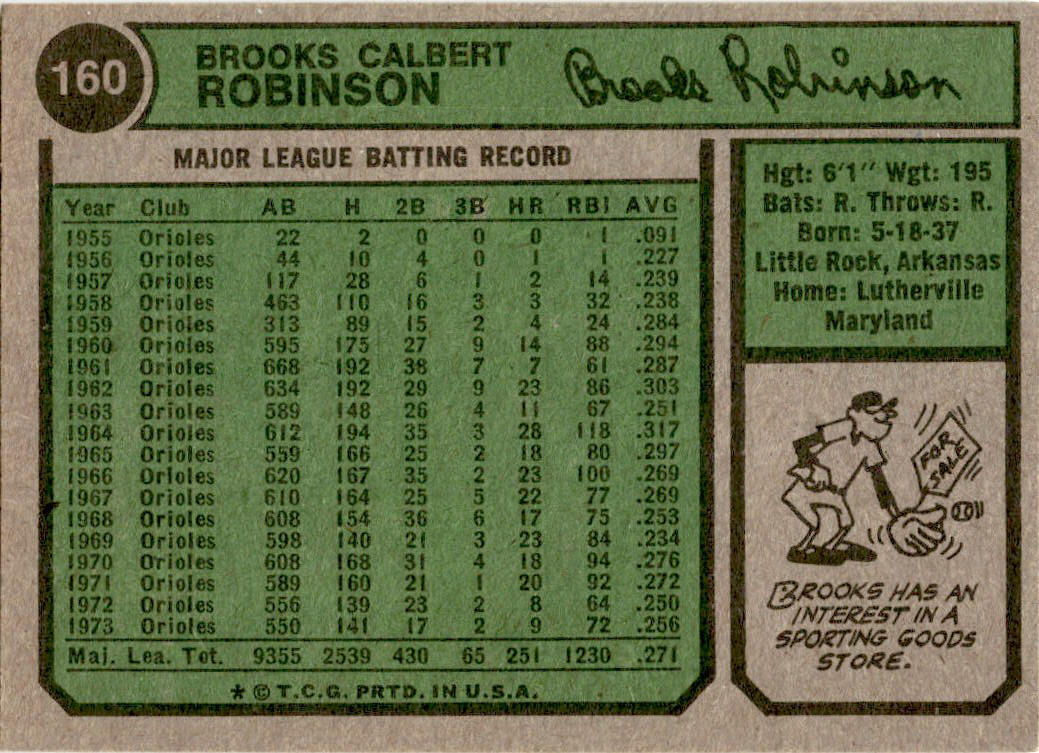 160
BROOKS CALBERT
ROBINSON
Brooks Robinson
MAJOR LEAGUE BATTING RECORD
Year Club AB H 2B 3B HR RBI AVG
1955 Orioles 22 2 0 0 0 1 .091
1956 Orioles 44 10 4 0 1 1 .227
1957 Orioles 117 28 6 1 2 14 .239
1958 Orioles 463 110 16 3 3 32 .238
1959 Orioles 313 89 15 2 4 24 .284
1960 Orioles 595 175 27 9 14 88 .294
1961 Orioles 668 192 38 7 7 61 .287
1962 Orioles 634 192 29 9 23 86 .303
1963 Orioles 589 148 26 4 11 67 .251
1964 Orioles 612 194 35 3 28 118 .317
1965 Orioles 559 166 25 2 18 80 .297
1966 Orioles 620 167 35 2 23 100 .269
1967 Orioles 610 164 25 5 22 77 .269
1968 Orioles 608 154 36 6 17 75 .253
1969 Orioles 598 140 21 3 23 84 .234
1970 Orioles 608 168 31 4 18 94 .276
1971 Orioles 589 160 21 1 20 92 .272
1972 Orioles 556 139 23 2 8 64 .250
1973 Orioles 550 141 17 2 9 72 .256
Maj. Lea. Tot. 9355 2539 430 65 251 1230 .271
* © T.C.G. PRTD. IN U.S.A.
Hgt: 6'1" Wgt: 195
Bats: R. Throws: R.
Born: 5-18-37
Little Rock, Arkansas
Home: Lutherville
Maryland
FOR
SALE
BROOKS HAS AN
INTEREST IN A
SPORTING GOODS
STORE.